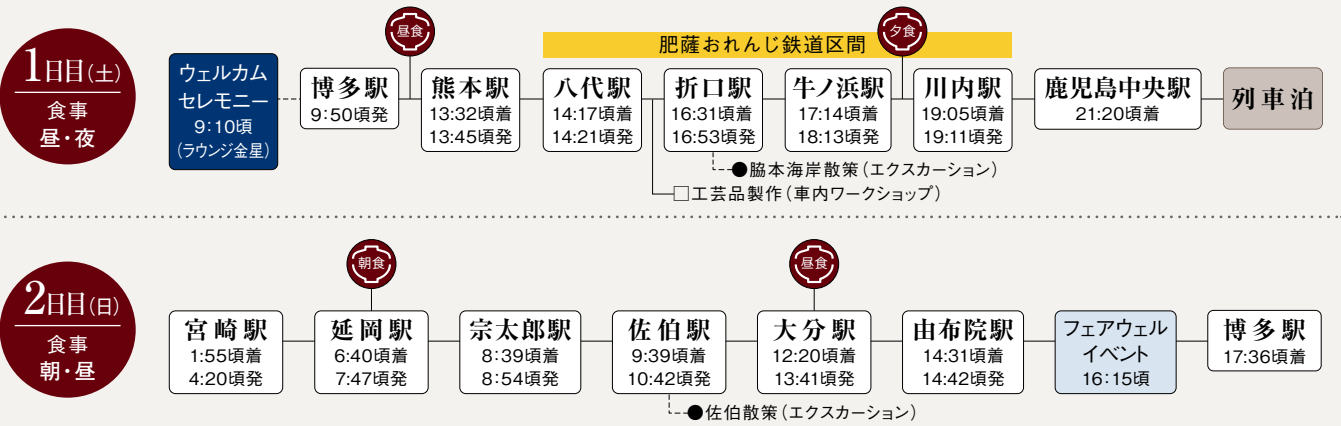 1日目(土)
食事
昼・夜
ウェルカム
セレモニー
9:10頃
(ラウンジ金星)
博多駅
9:50頃発
昼食
熊本駅
13:32頃着
13:45頃発
肥薩おれんじ鉄道区間
八代駅
14:17頃着
14:21頃発
折口駅
16:31頃着
16:53頃発
牛ノ浜駅
17:14頃着
18:13頃発
夕食
川内駅
19:05頃着
19:11頃発
鹿児島中央駅
21:20頃着
列車泊
●脇本海岸散策(エクスカーション)
□工芸品製作(車内ワークショップ)
2日目(日)
食事
朝・昼
宮崎駅
1:55頃着
4:20頃発
朝食
延岡駅
6:40頃着
7:47頃発
宗太郎駅
8:39頃着
8:54頃発
佐伯駅
9:39頃着
10:42頃発
昼食
大分駅
12:20頃着
13:41頃発
由布院駅
14:31頃着
14:42頃発
フェアウェル
イベント
16:15頃
博多駅
17:36頃着
●佐伯散策(エクスカーション)